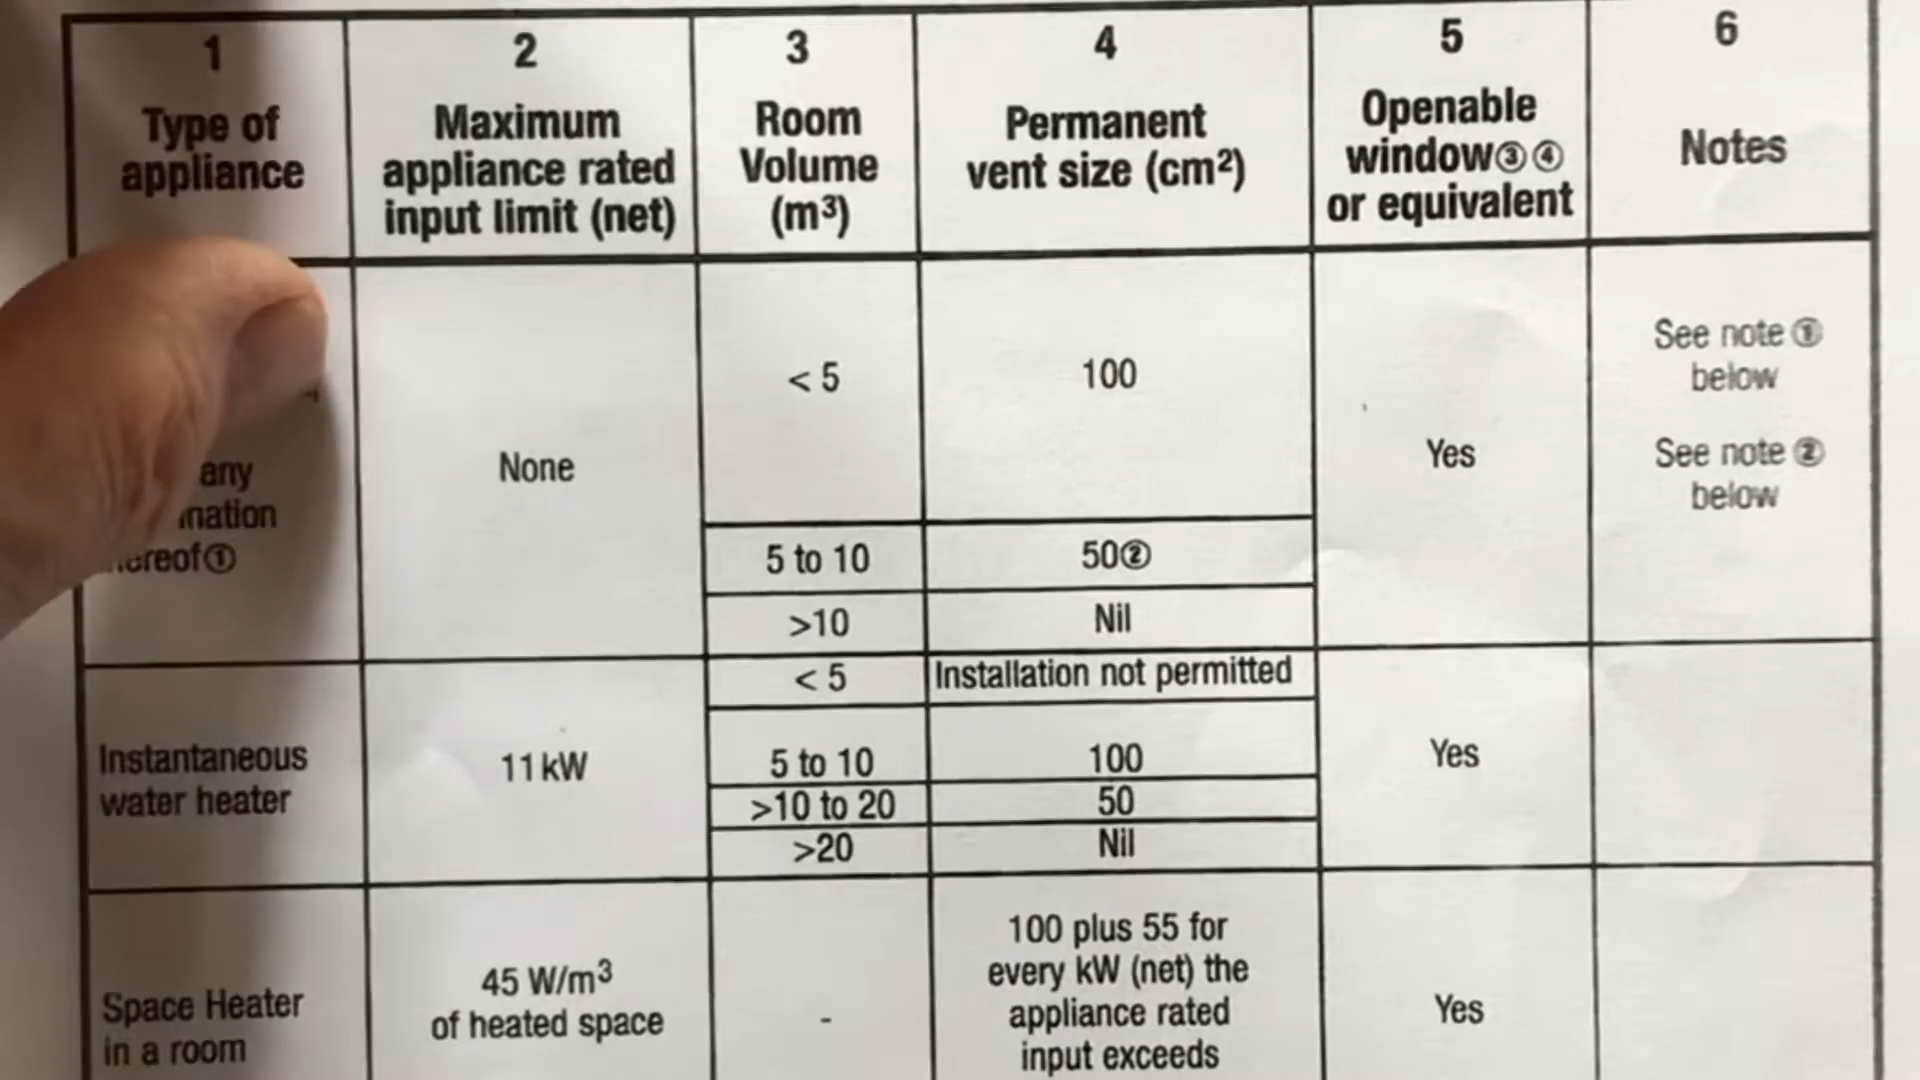 1
2
3
4
5
6
Type of
appliance
Maximum
appliance rated
input limit (net)
Room
Volume
(m³)
Permanent
vent size (cm²)
Openable
window③④
or equivalent
Notes
any
①
None
< 5
100
5 to 10
50②
>10
Nil
Yes
See note ①
below
See note ②
below
Instantaneous
water heater
11 kW
< 5
Installation not permitted
5 to 10
100
>10 to 20
50
>20
Nil
Yes
Space Heater
in a room
45 W/m³
of heated space
-
100 plus 55 for
every kW (net) the
appliance rated
input exceeds
Yes